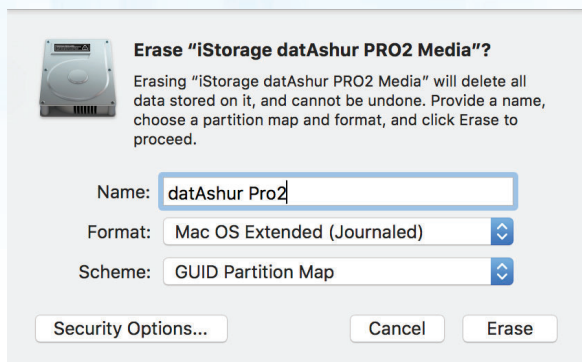 Erase “iStorage datAshur PRO2 Media”?
Erasing “iStorage datAshur PRO2 Media” will delete all
data stored on it, and cannot be undone. Provide a name,
choose a partition map and format, and click Erase to
proceed.
Name: datAshur Pro2
Format: Mac OS Extended (Journaled)
Scheme: GUID Partition Map
Security Options... Cancel Erase